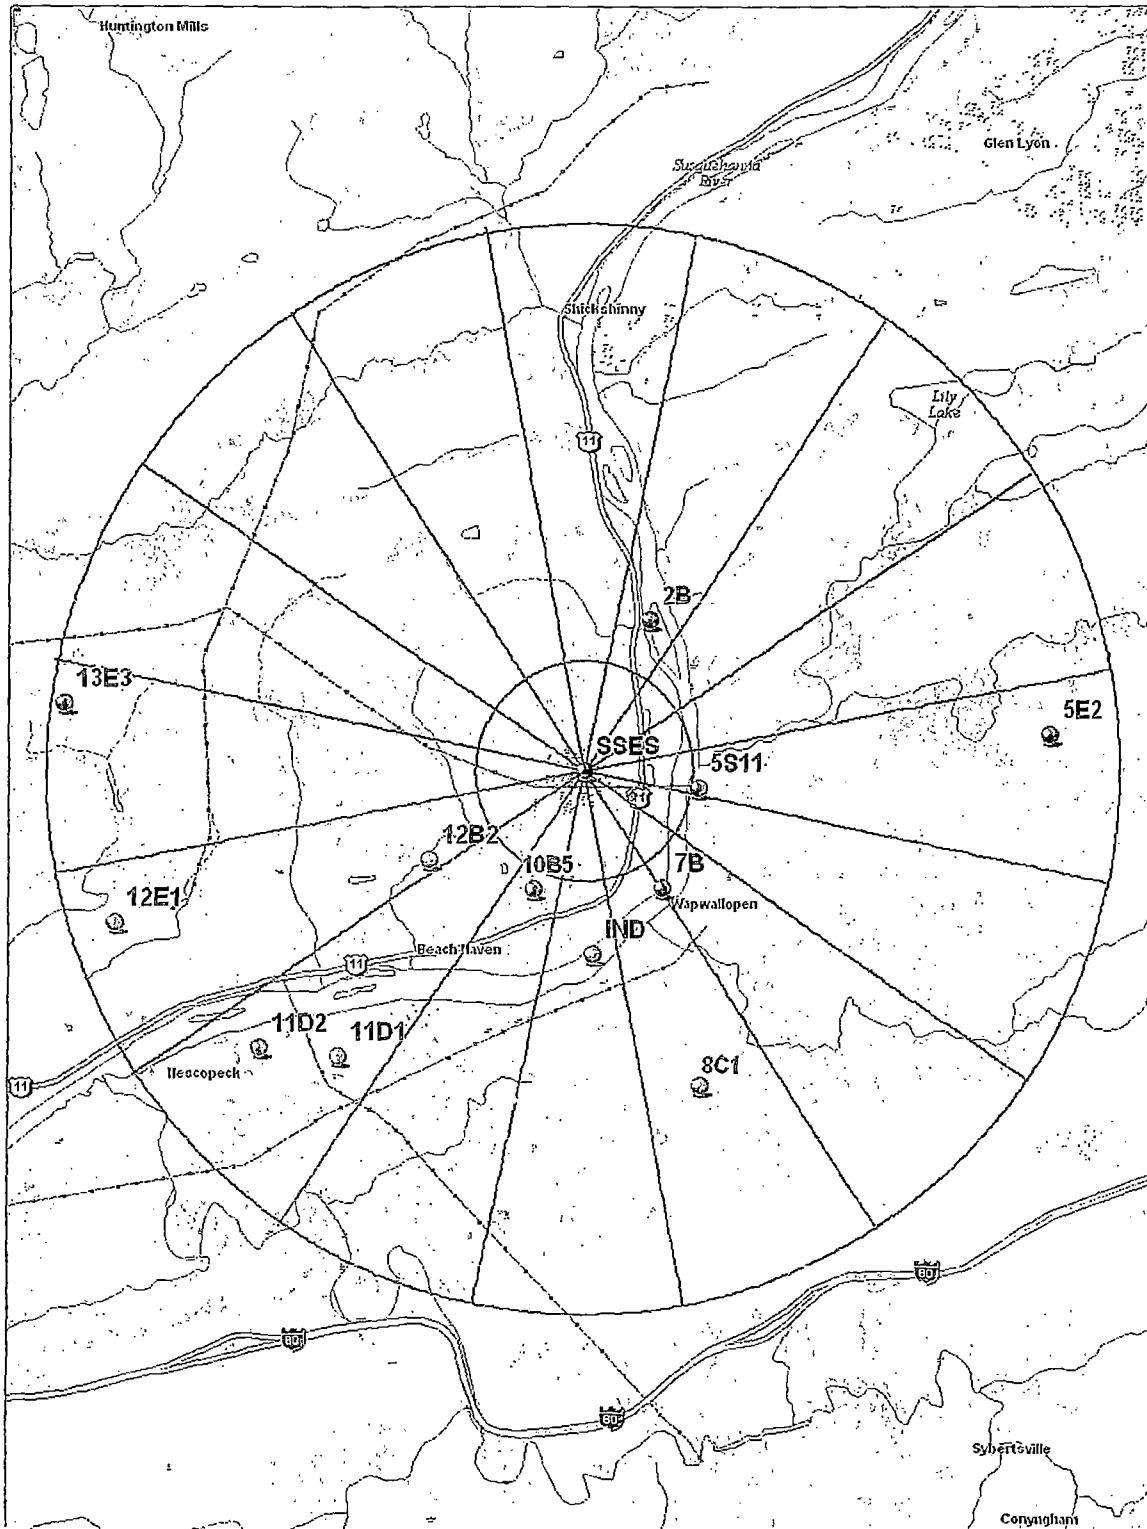 Huntington Mills
Glen Lyon
Susquehanna
River
Shickshinny
Lily
Lake
11
2B
13E3
5E2
SSES
5S11
12B2
10B5
7B
12E1
Wapwallopen
IND
Beach Haven
11
11D2
11D1
Nescopeck
8C1
11
80
80
80
Sybertsville
Conyngham